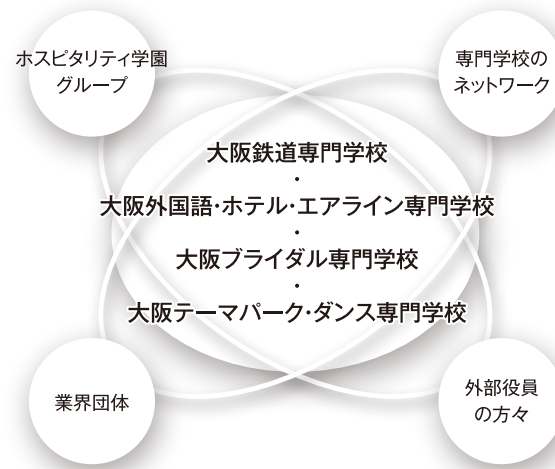 ホスピタリティ学園
グループ
専門学校の
ネットワーク
大阪鉄道専門学校
・
大阪外国語・ホテル・エアライン専門学校
・
大阪ブライダル専門学校
・
大阪テーマパーク・ダンス専門学校
業界団体
外部役員
の方々